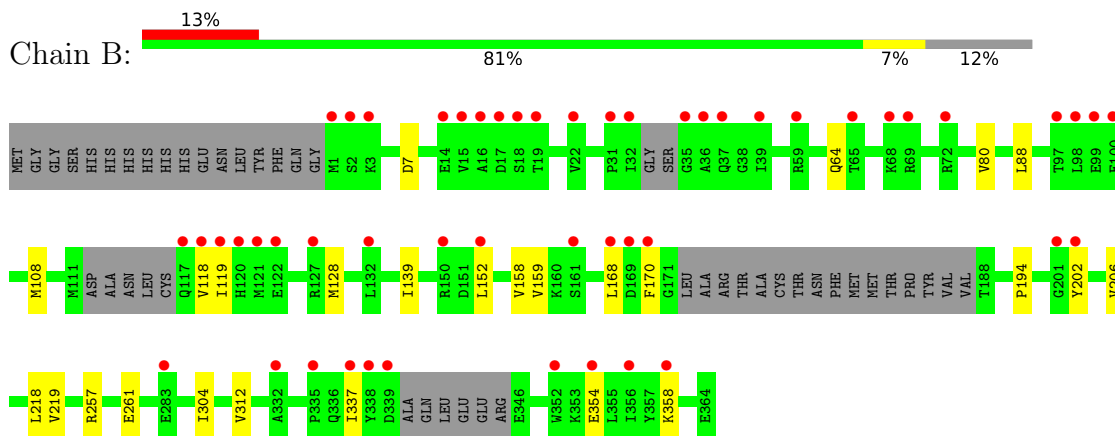 13%
Chain B:
81% 7% 12%
MET GLY GLY SER HIS HIS HIS HIS HIS HIS GLU ASN LEU TYR PHE GLN GLY M1 S2 K3 D7 E14 V15 A16 D17 S18 T19 V22 P31 I32 GLY SER G35 A36 Q37 G38 I39 R59 Q64 T65 K68 R69 R72 V80 L88 T97 L98 E99 E100
M108 M111 ASP ALA ASN LEU CYS Q117 V118 I119 H120 M121 E122 R127 M128 L132 I139 R150 D151 L152 V158 V159 K160 S161 L168 D169 F170 G171 LEU ALA ARG THR ALA CYS THR ASN PHE MET MET THR PRO TYR VAL VAL T188 P194 G201 Y202 V206
L218 V219 R257 E261 E283 I304 V312 A332 P335 Q336 I337 Y338 D339 ALA GLN LEU GLU GLU ARG E346 W352 K353 E354 L355 I356 Y357 K358 E364